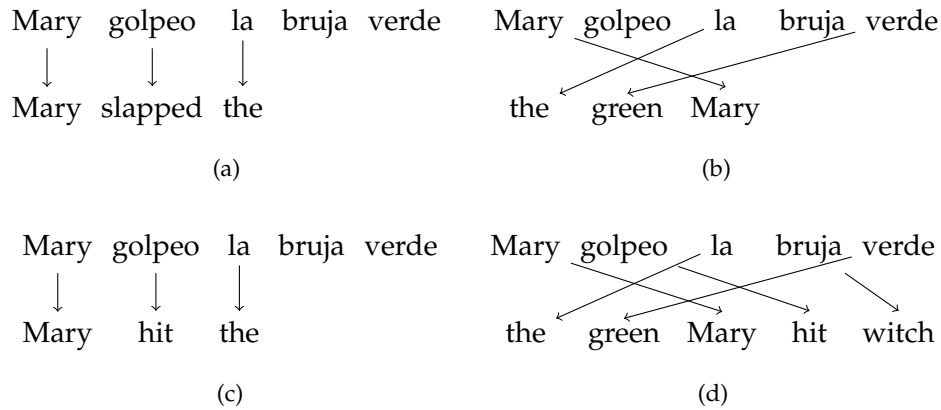 Mary golpeo la bruja verde
Mary slapped the
(a)
Mary golpeo la bruja verde
the green Mary
(b)
Mary golpeo la bruja verde
Mary hit the
(c)
Mary golpeo la bruja verde
the green Mary hit witch
(d)